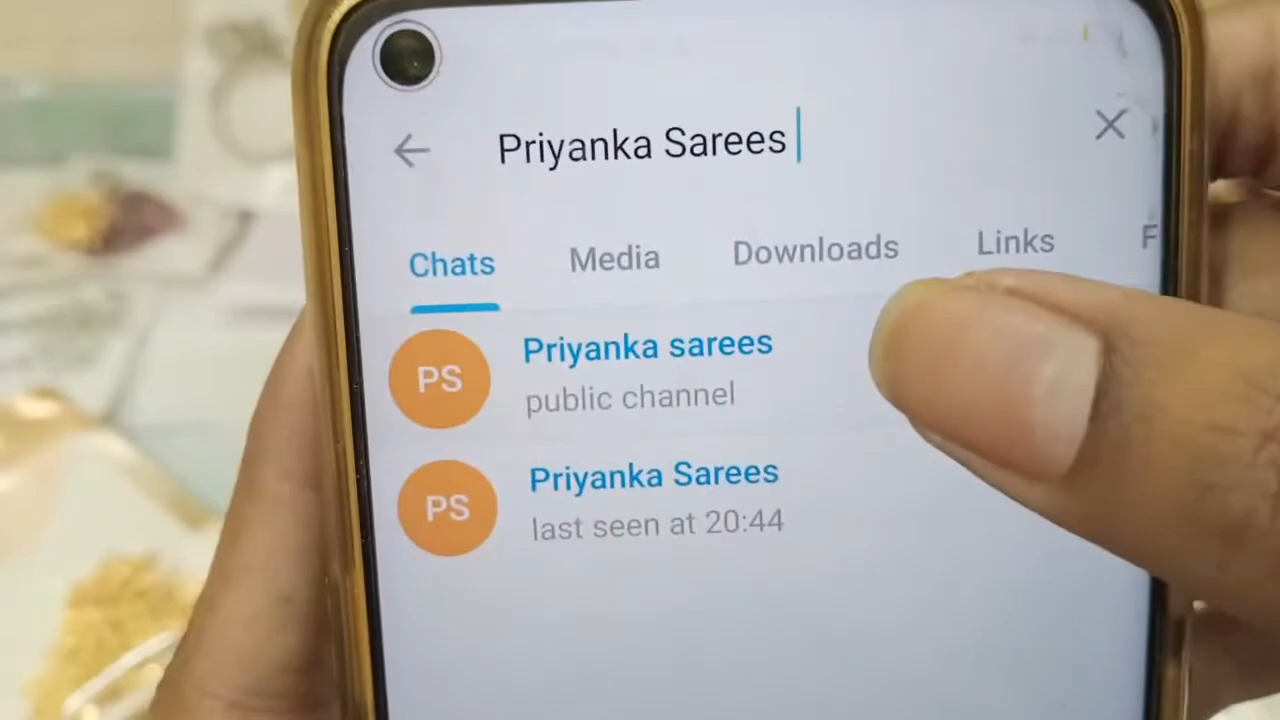 Priyanka Sarees
Chats Media Downloads Links F
PS Priyanka sarees
public channel
PS Priyanka Sarees
last seen at 20:44